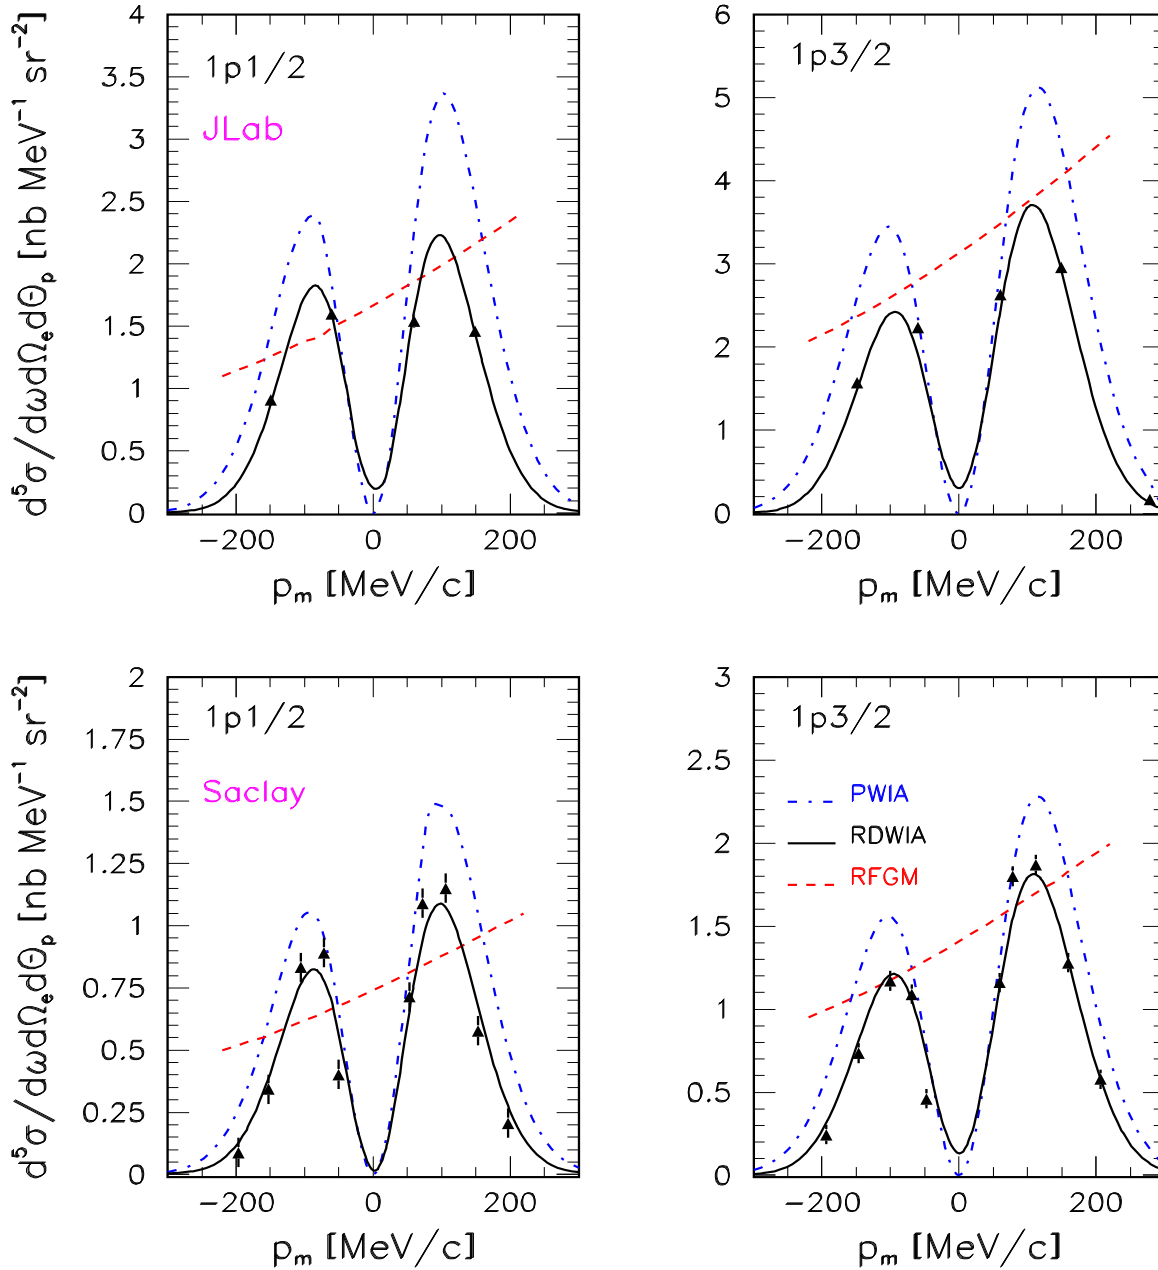 d⁵σ/dωdΩₑdΘₚ [nb MeV⁻¹ sr⁻²]
4
3.5
3
2.5
2
1.5
1
0.5
0
1p1/2
JLab
−200 0 200
pₘ [MeV/c]
6
5
4
3
2
1
0
1p3/2
−200 0 200
pₘ [MeV/c]
d⁵σ/dωdΩₑdΘₚ [nb MeV⁻¹ sr⁻²]
2
1.75
1.5
1.25
1
0.75
0.5
0.25
0
1p1/2
Saclay
−200 0 200
pₘ [MeV/c]
3
2.5
2
1.5
1
0.5
0
1p3/2
PWIA
RDWIA
RFGM
−200 0 200
pₘ [MeV/c]